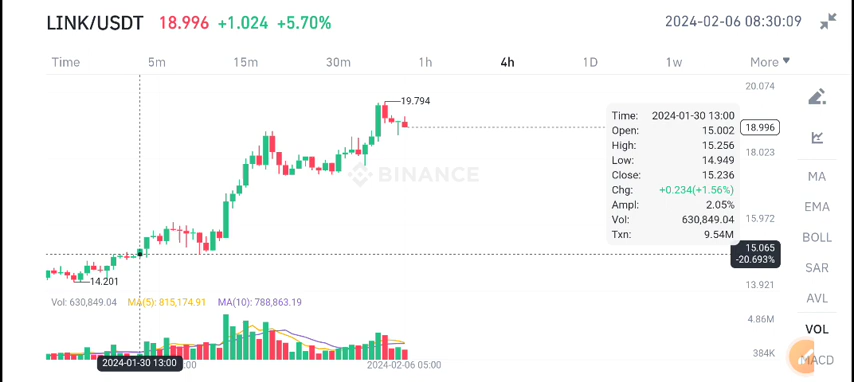 LINK/USDT 18.996 +1.024 +5.70% 2024-02-06 08:30:09
Time 5m 15m 30m 1h 4h 1D 1w More
20.074
19.794
Time: 2024-01-30 13:00
Open: 15.002
High: 15.256
Low: 14.949
Close: 15.236
Chg: +0.234(+1.56%)
Ampl: 2.05%
Vol: 630,849.04
Txn: 9.54M
18.996
18.023
15.972
15.065
-20.693%
13.921
BINANCE
14.201
MA
EMA
BOLL
SAR
AVL
VOL
MACD
Vol: 630,849.04 MA(5): 815,174.91 MA(10): 788,863.19
4.86M
384K
2024-01-30 13:00 :00 2024-02-06 05:00